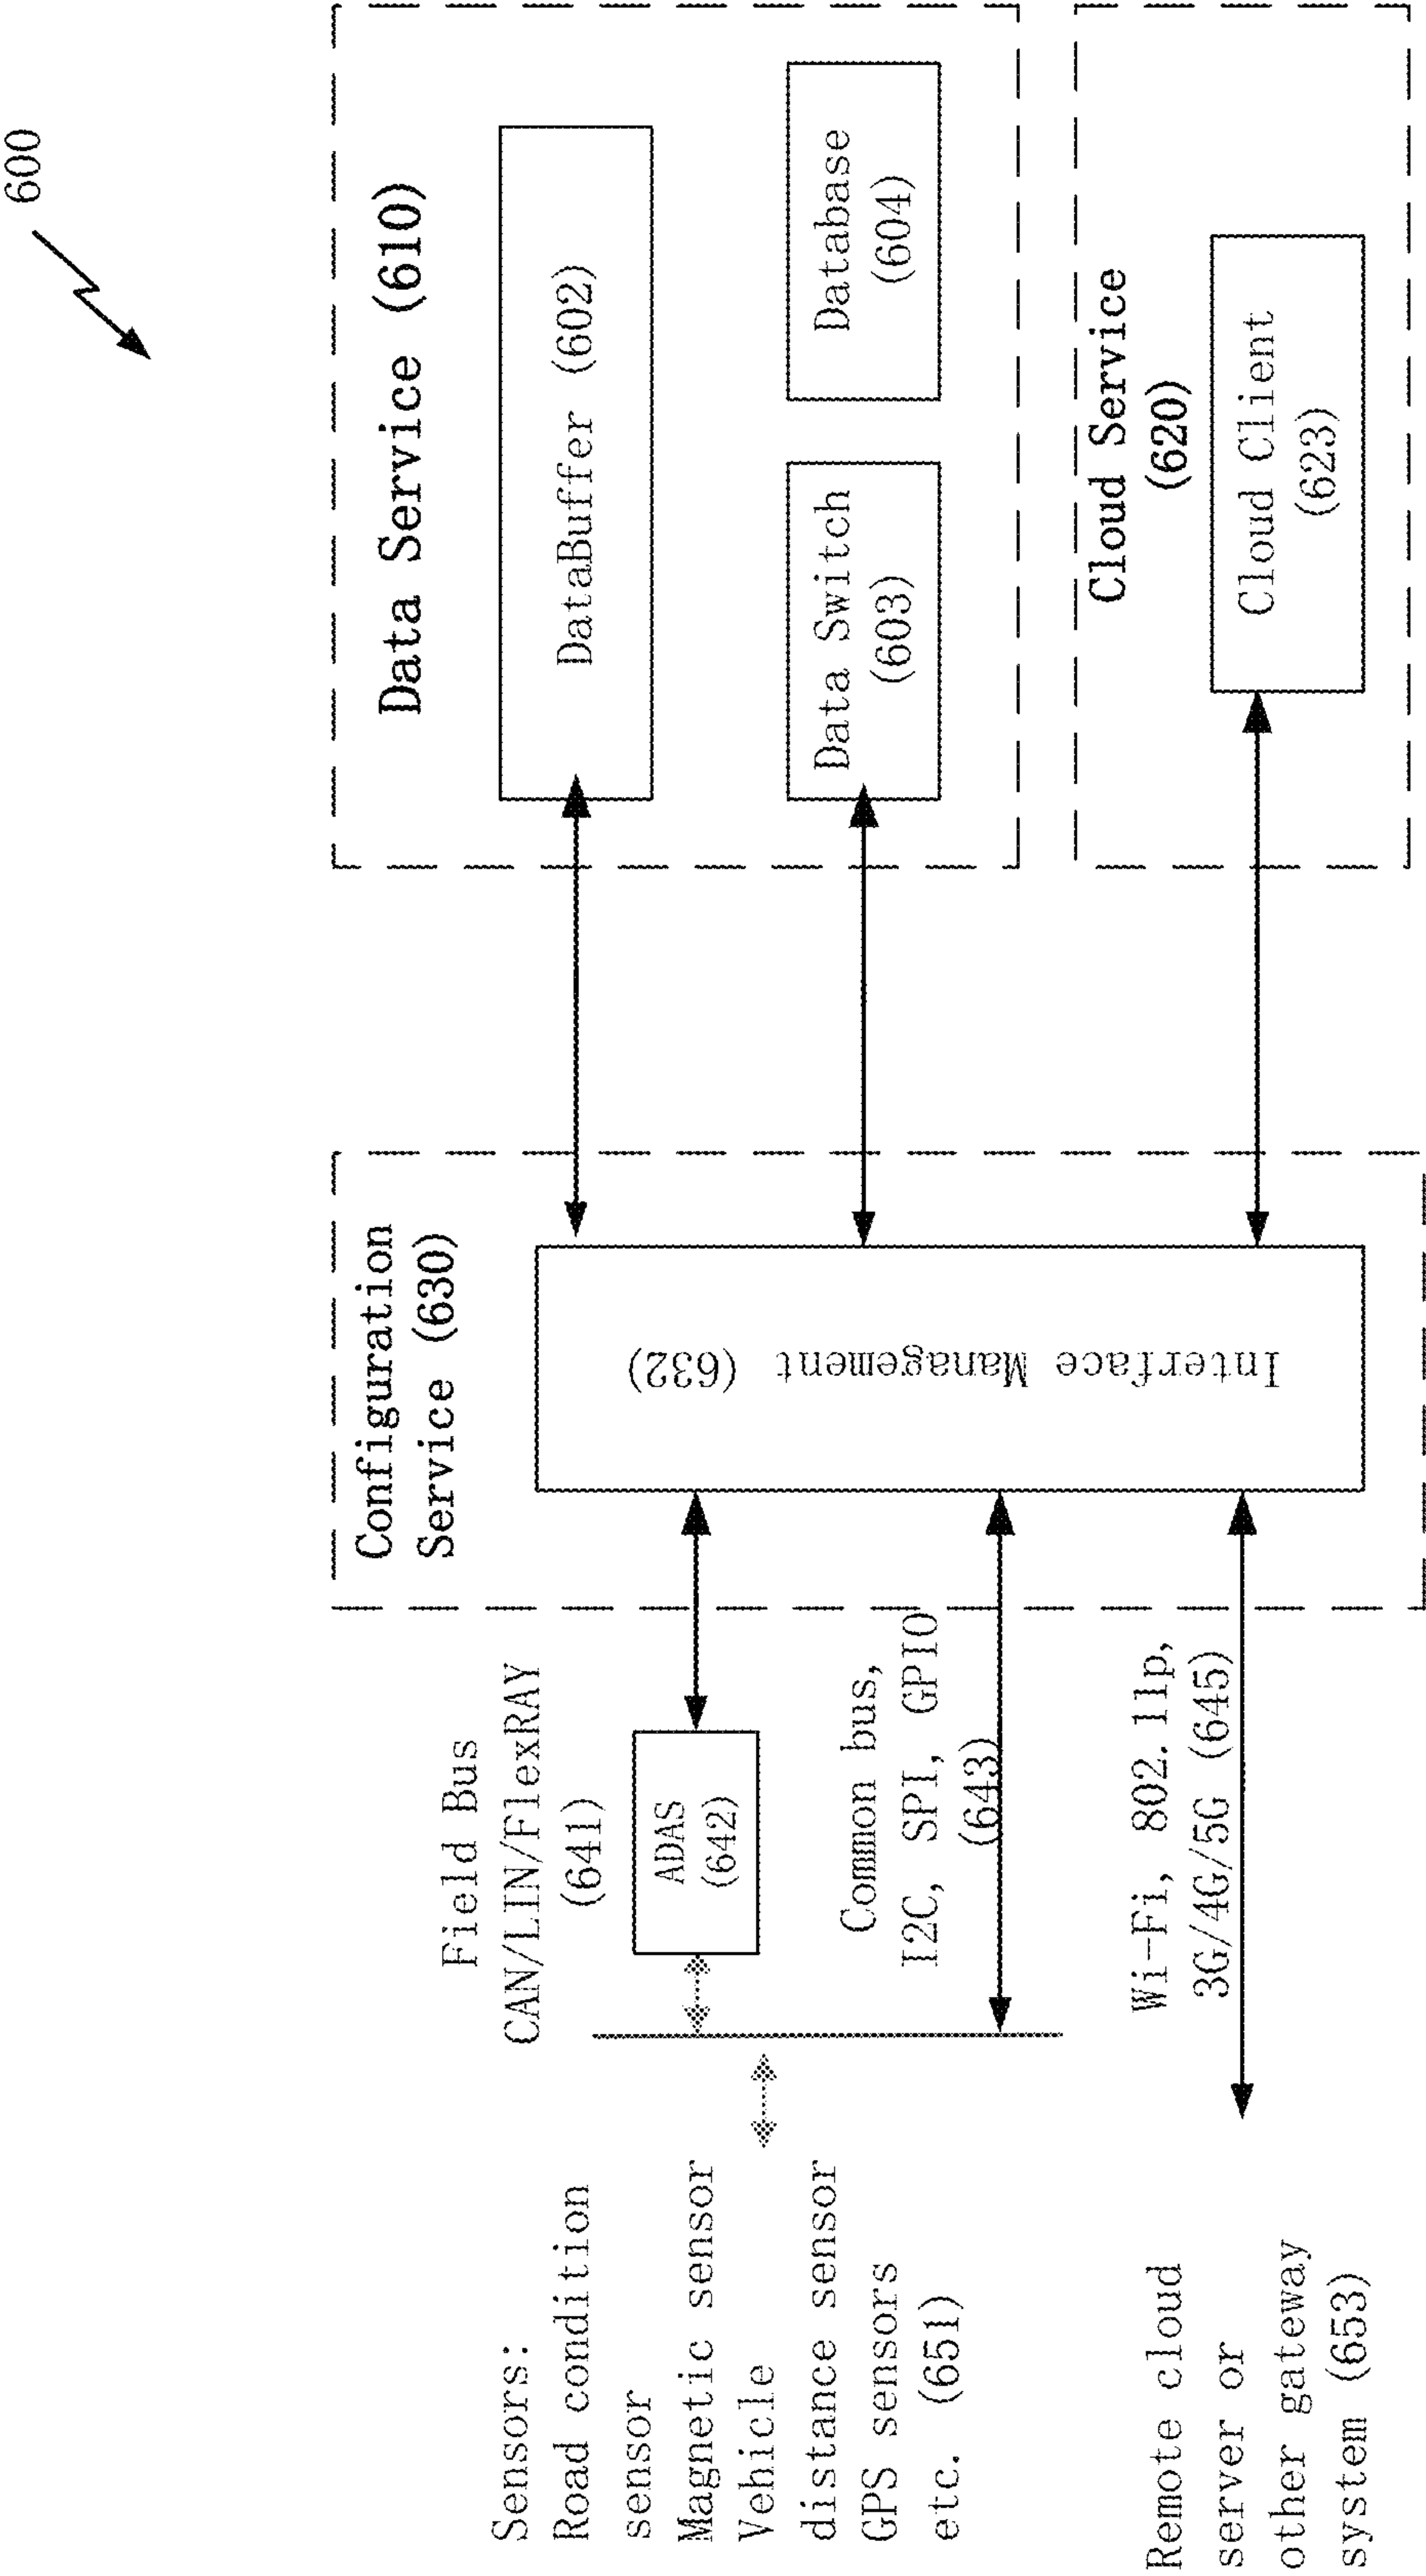 600
Data Service (610)
DataBuffer (602)
Data Switch
(603)
Database
(604)
Cloud Service
(620)
Cloud Client
(623)
Configuration
Service (630)
Interface Management (632)
Field Bus
CAN/LIN/FlexRAY
(641)
ADAS
(642)
Common bus,
I2C, SPI, GPIO
(643)
Wi-Fi, 802.11p,
3G/4G/5G (645)
Sensors:
Road condition
sensor
Magnetic sensor
Vehicle
distance sensor
GPS sensors
etc. (651)
Remote cloud
server or
other gateway
system (653)